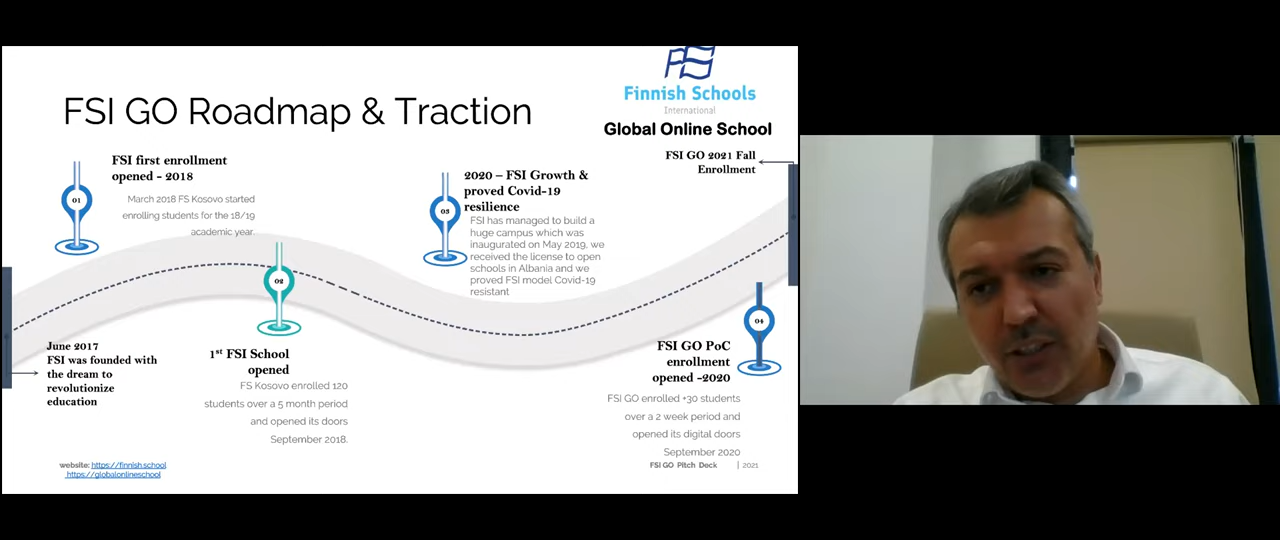 FSI GO Roadmap & Traction
FS
Finnish Schools
International
Global Online School
FSI first enrollment
opened - 2018
01
March 2018 FS Kosovo started
enrolling students for the 18/19
academic year.
2020 – FSI Growth &
proved Covid-19
resilience
03
FSI has managed to build a
huge campus which was
inaugurated on May 2019, we
received the license to open
schools in Albania and we
proved FSI model Covid-19
resistant
FSI GO 2021 Fall
Enrollment
02
June 2017
FSI was founded with
the dream to
revolutionize
education
1st FSI School
opened
FS Kosovo enrolled 120
students over a 5 month period
and opened its doors
September 2018.
04
FSI GO PoC
enrollment
opened -2020
FSI GO enrolled +30 students
over a 2 week period and
opened its digital doors
September 2020
website: https://finnish.school
https://globalonlineschool
FSI GO Pitch Deck | 2021